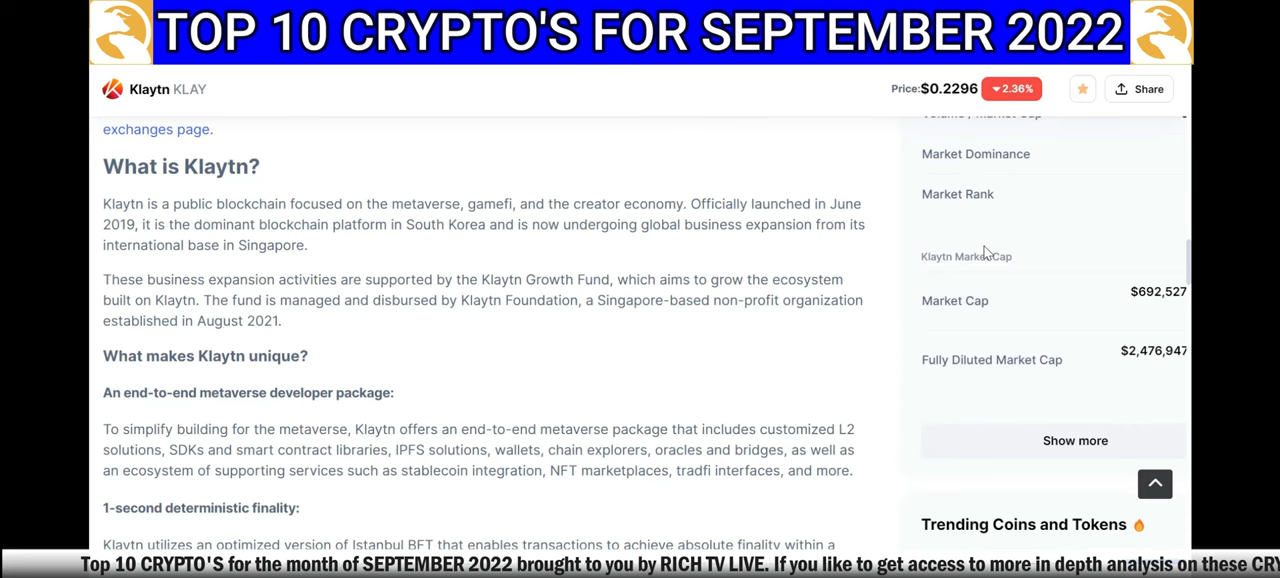 TOP 10 CRYPTO'S FOR SEPTEMBER 2022
Klaytn KLAY
Price:$0.2296
2.36%
Share
exchanges page.
What is Klaytn?
Klaytn is a public blockchain focused on the metaverse, gamefi, and the creator economy. Officially launched in June
2019, it is the dominant blockchain platform in South Korea and is now undergoing global business expansion from its
international base in Singapore.
These business expansion activities are supported by the Klaytn Growth Fund, which aims to grow the ecosystem
built on Klaytn. The fund is managed and disbursed by Klaytn Foundation, a Singapore-based non-profit organization
established in August 2021.
What makes Klaytn unique?
An end-to-end metaverse developer package:
To simplify building for the metaverse, Klaytn offers an end-to-end metaverse package that includes customized L2
solutions, SDKs and smart contract libraries, IPFS solutions, wallets, chain explorers, oracles and bridges, as well as
an ecosystem of supporting services such as stablecoin integration, NFT marketplaces, tradfi interfaces, and more.
1-second deterministic finality:
Klaytn utilizes an optimized version of Istanbul BFT that enables transactions to achieve absolute finality within a
Volume / Market Cap
Market Dominance
Market Rank
Klaytn Market Cap
Market Cap
$692,527
Fully Diluted Market Cap
$2,476,947
Show more
Trending Coins and Tokens
Top 10 CRYPTO'S for the month of SEPTEMBER 2022 brought to you by RICH TV LIVE. If you like to get access to more in depth analysis on these CRY